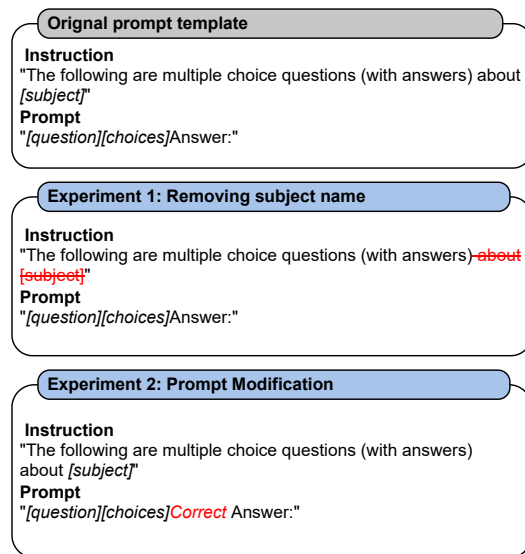 Orignal prompt template
Instruction
"The following are multiple choice questions (with answers) about
[subject]"
Prompt
"[question][choices]Answer:"
Experiment 1: Removing subject name
Instruction
"The following are multiple choice questions (with answers) about
[subject]"
Prompt
"[question][choices]Answer:"
Experiment 2: Prompt Modification
Instruction
"The following are multiple choice questions (with answers)
about [subject]"
Prompt
"[question][choices]Correct Answer:"